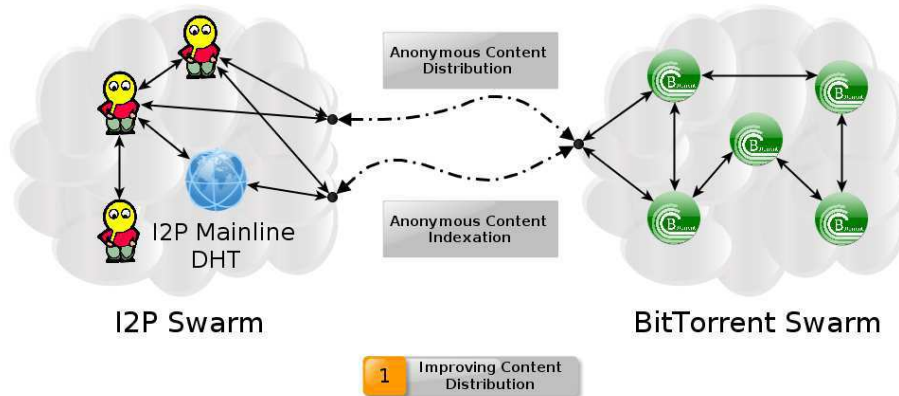 Anonymous Content
Distribution
I2P Mainline
DHT
Anonymous Content
Indexation
I2P Swarm
BitTorrent Swarm
1
Improving Content
Distribution